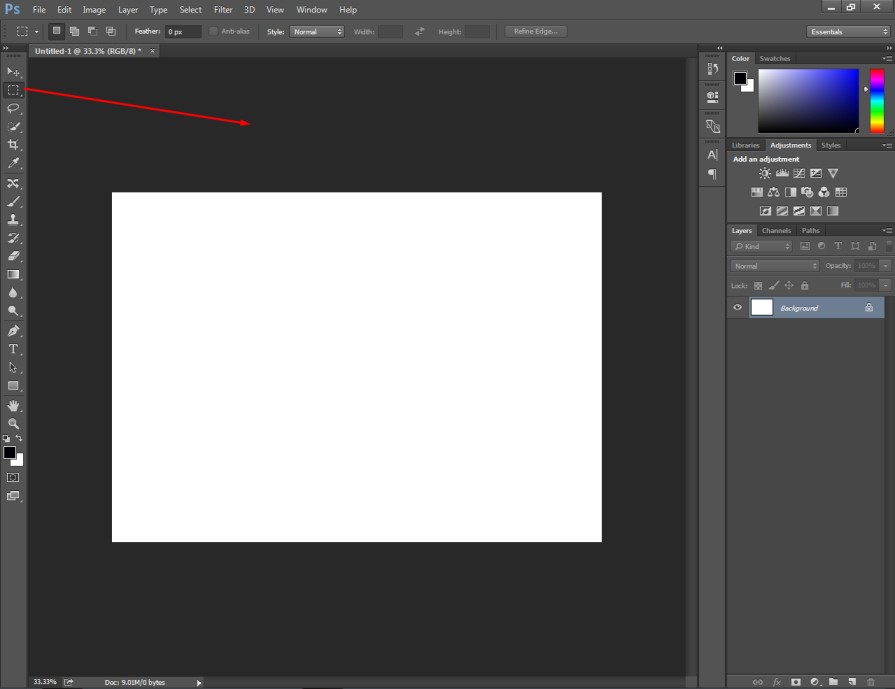 Ps File Edit Image Layer Type Select Filter 3D View Window Help
Feather: 0 px Anti-alias Style: Normal Width: Height: Refine Edge... Essentials
Untitled-1 @ 33.3% (RGB/8) * ×
Color Swatches
Libraries Adjustments Styles
Add an adjustment
Layers Channels Paths
Kind
Normal Opacity: 100%
Lock: Fill: 100%
Background
33.33% Doc: 9.01M/0 bytes
fx